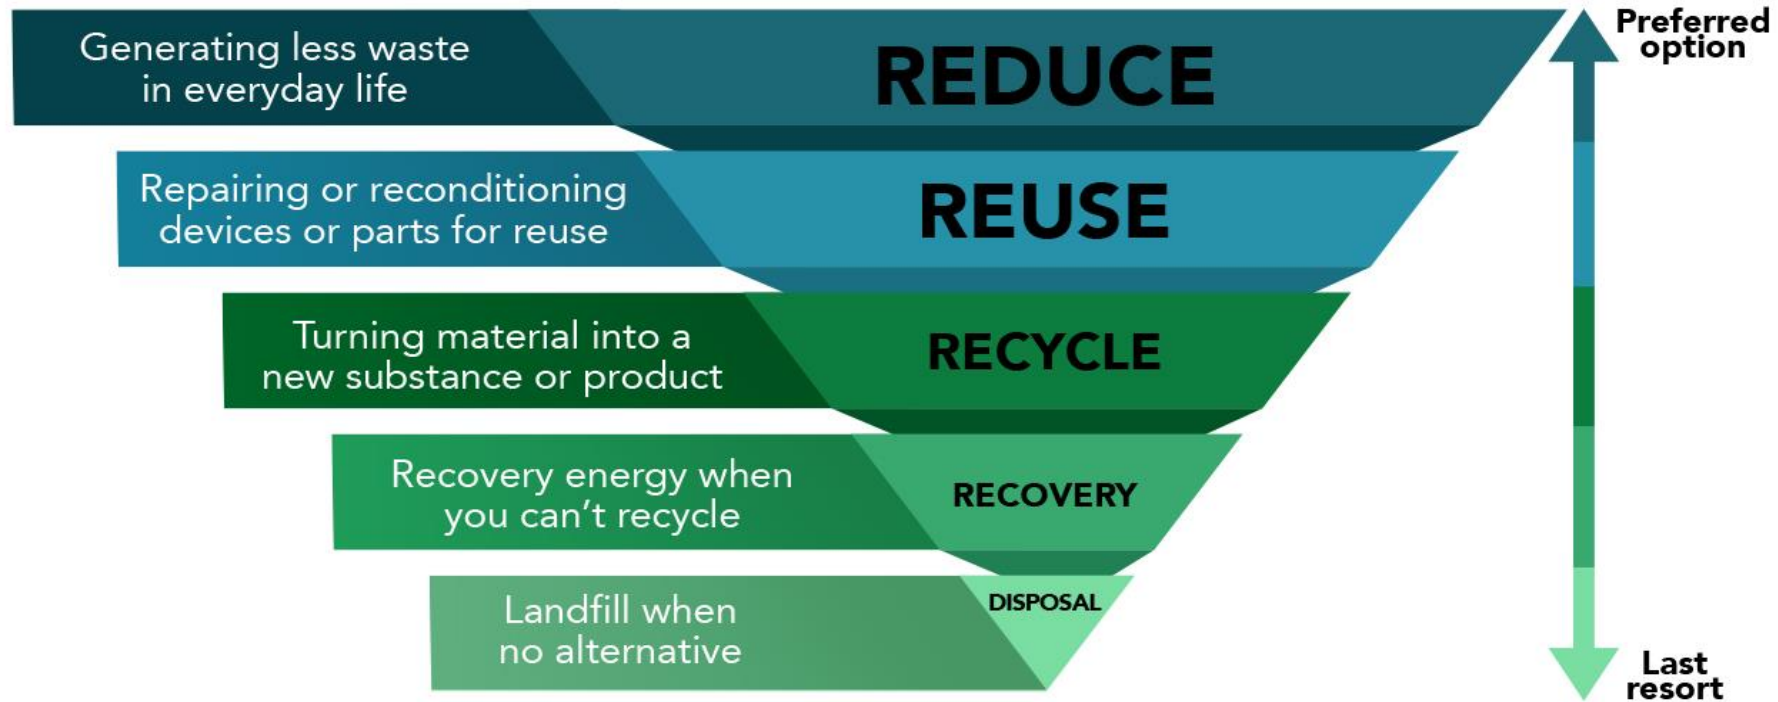 Generating less waste
in everyday life
REDUCE
Preferred
option
Repairing or reconditioning
devices or parts for reuse
REUSE
Turning material into a
new substance or product
RECYCLE
Recovery energy when
you can't recycle
RECOVERY
Landfill when
no alternative
DISPOSAL
Last
resort